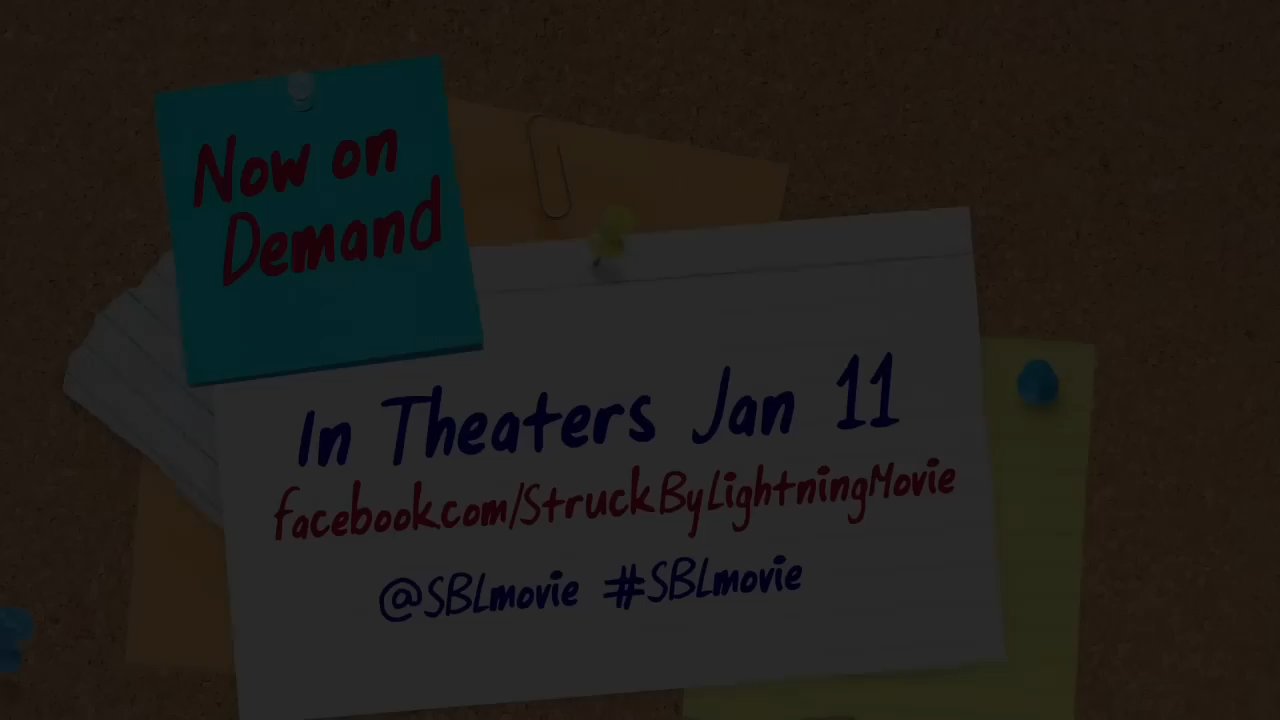 Now on
Demand
In Theaters Jan 11
facebook.com/StruckByLightningMovie
@SBLmovie #SBLmovie